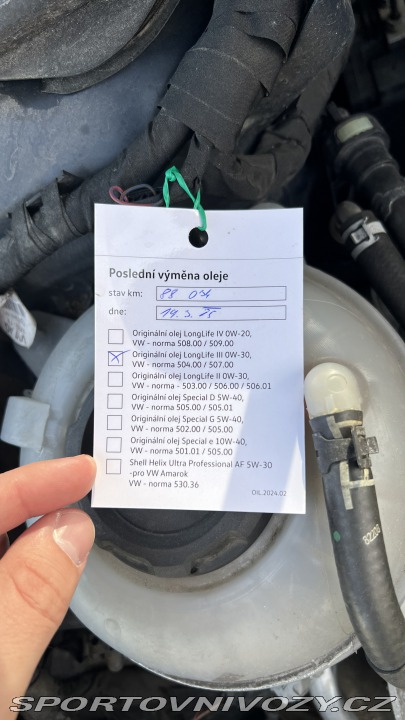 Poslední výměna oleje
stav km: 88 034
dne: 19. 3. 25
Originální olej LongLife IV 0W-20,
VW - norma 508.00 / 509.00
X Originální olej LongLife III 0W-30,
VW - norma 504.00 / 507.00
Originální olej LongLife II 0W-30,
VW - norma - 503.00 / 506.00 / 506.01
Originální olej Special D 5W-40,
VW - norma 505.00 / 505.01
Originální olej Special G 5W-40,
VW - norma 502.00 / 505.00
Originální olej Special e 10W-40,
VW - norma 501.01 / 505.00
Shell Helix Ultra Professional AF 5W-30
-pro VW Amarok
VW - norma 530.36
OIL.2024.02
SPORTOVNIVOZY.CZ